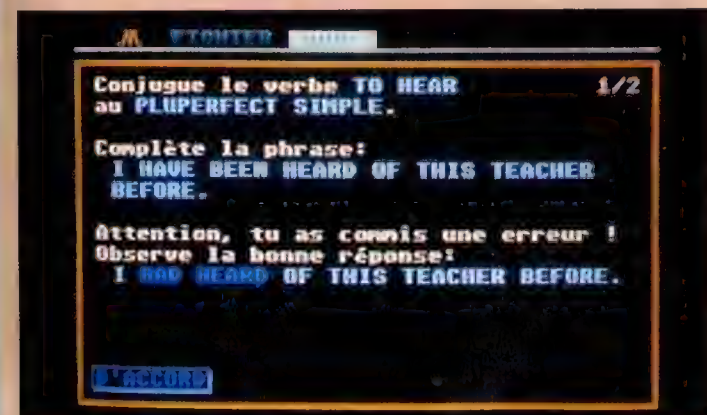 FICHIER
Conjugue le verbe TO HEAR 1/2
au PLUPERFECT SIMPLE.
Complète la phrase:
I HAVE BEEN HEARD OF THIS TEACHER
BEFORE.
Attention, tu as commis une erreur !
Observe la bonne réponse:
I HAD HEARD OF THIS TEACHER BEFORE.
D'ACCORD